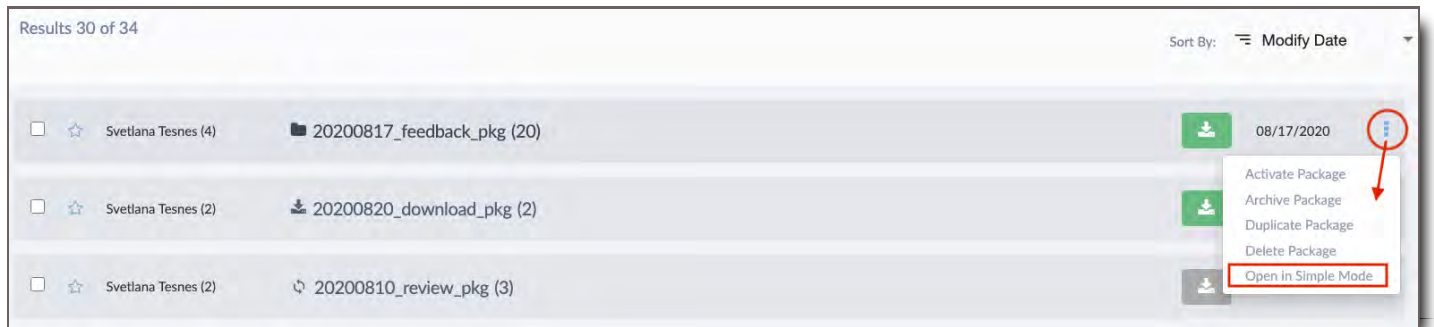 Results 30 of 34
Sort By: Modify Date
Svetlana Tesnes (4) 20200817_feedback_pkg (20) 08/17/2020
Activate Package
Archive Package
Svetlana Tesnes (2) 20200820_download_pkg (2)
Duplicate Package
Delete Package
Open in Simple Mode
Svetlana Tesnes (2) 20200810_review_pkg (3)